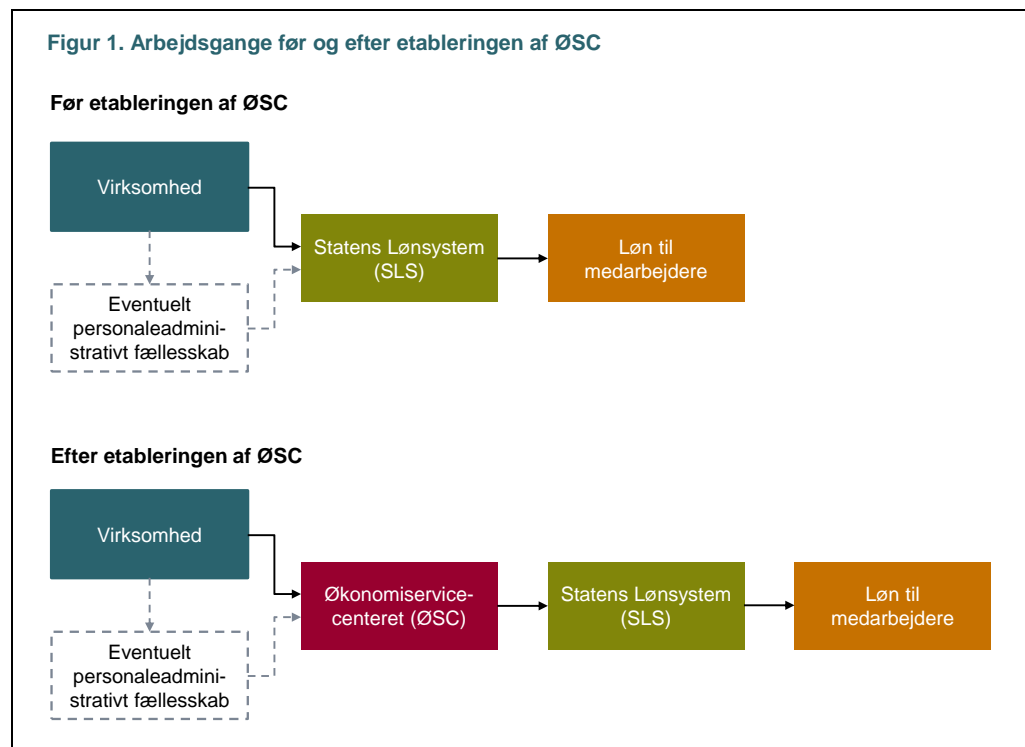 Figur 1. Arbejdsgange før og efter etableringen af ØSC
Før etableringen af ØSC
Virksomhed
Statens Lønsystem
(SLS)
Løn til
medarbejdere
Eventuelt
personaleadmini-
strativt fællesskab
Efter etableringen af ØSC
Virksomhed
Økonomiservice-
centeret (ØSC)
Statens Lønsystem
(SLS)
Løn til
medarbejdere
Eventuelt
personaleadmini-
strativt fællesskab